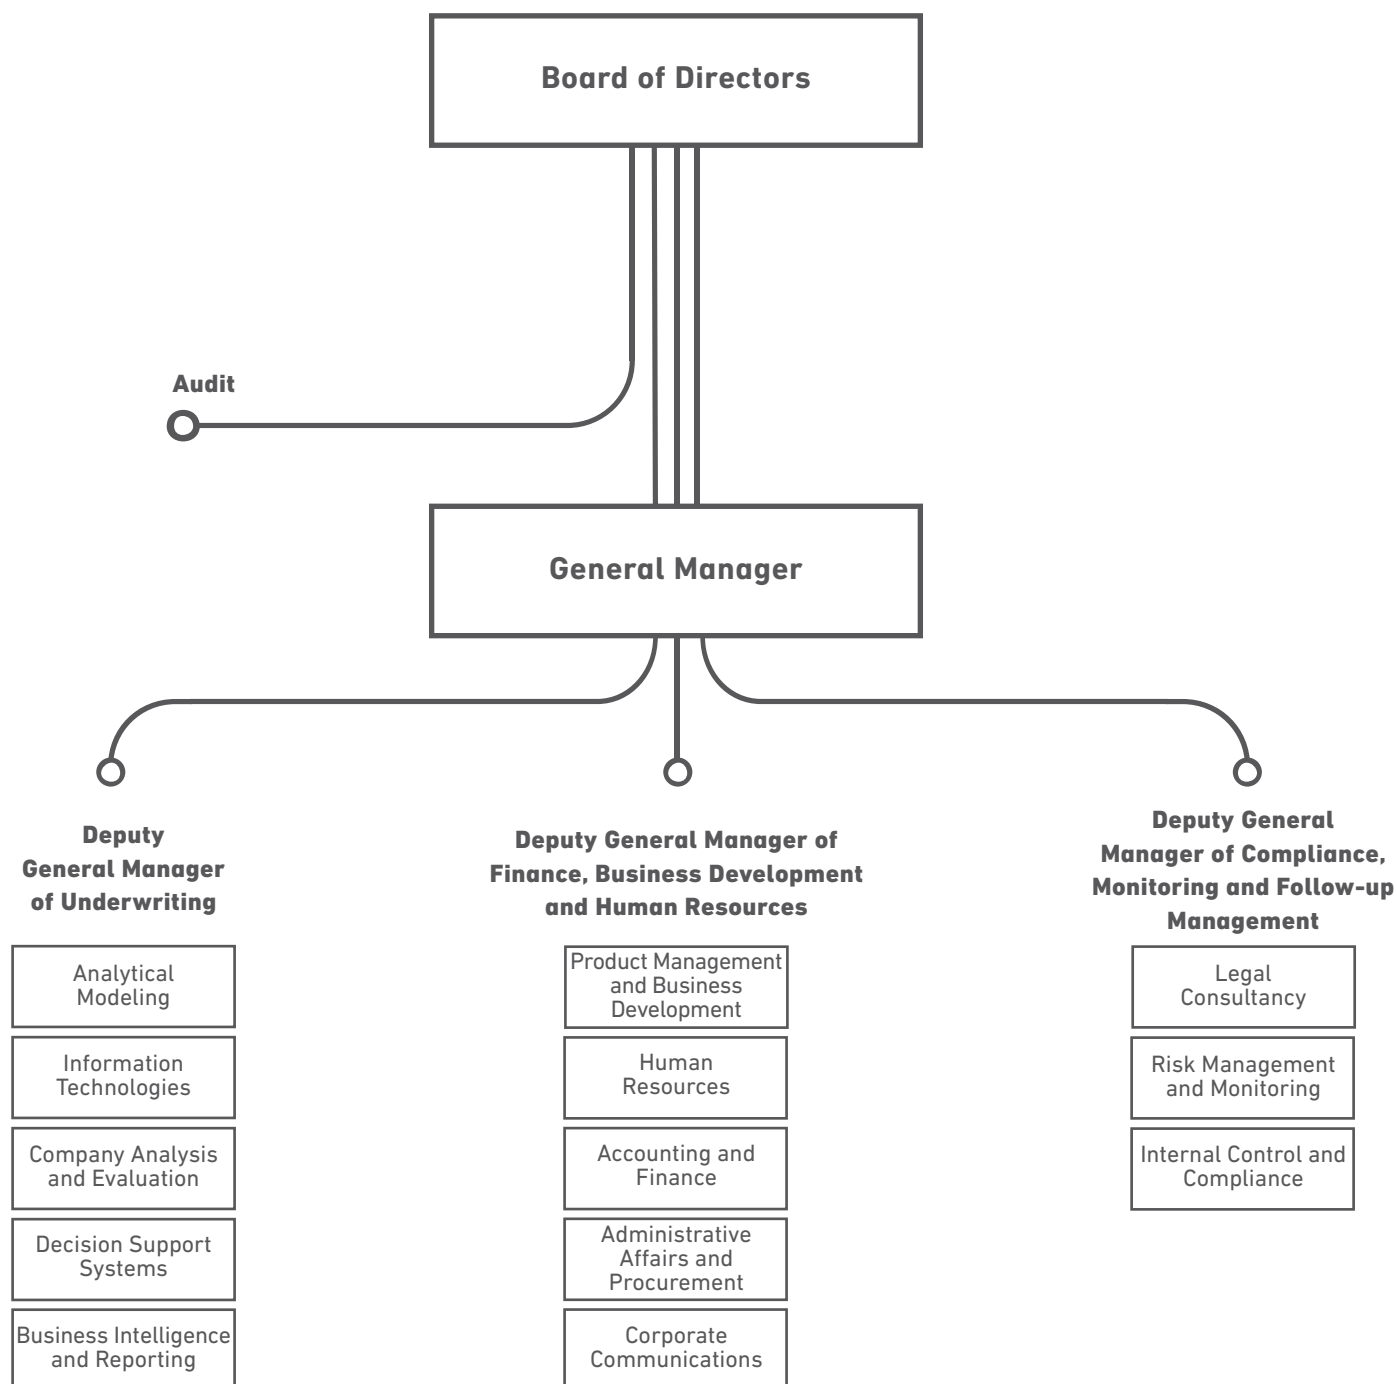 Board of Directors
Audit
General Manager
Deputy
General Manager
of Underwriting
Analytical
Modeling
Information
Technologies
Company Analysis
and Evaluation
Decision Support
Systems
Business Intelligence
and Reporting
Deputy General Manager of
Finance, Business Development
and Human Resources
Product Management
and Business
Development
Human
Resources
Accounting and
Finance
Administrative
Affairs and
Procurement
Corporate
Communications
Deputy General
Manager of Compliance,
Monitoring and Follow-up
Management
Legal
Consultancy
Risk Management
and Monitoring
Internal Control and
Compliance